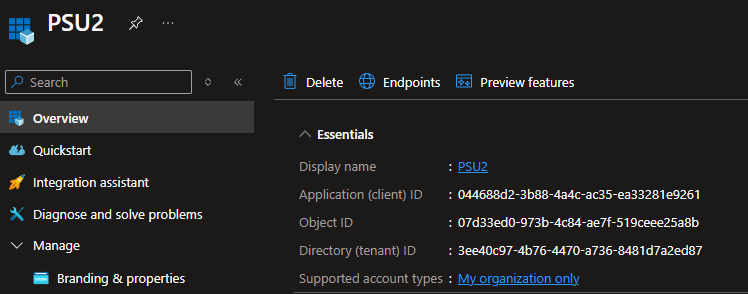 PSU2
Search
Delete
Endpoints
Preview features
Overview
Quickstart
Integration assistant
Diagnose and solve problems
Manage
Branding & properties
Essentials
Display name : PSU2
Application (client) ID : 044688d2-3b88-4a4c-ac35-ea33281e9261
Object ID : 07d33ed0-973b-4c84-ae7f-519ceee25a8b
Directory (tenant) ID : 3ee40c97-4b76-4470-a736-8481d7a2ed87
Supported account types : My organization only